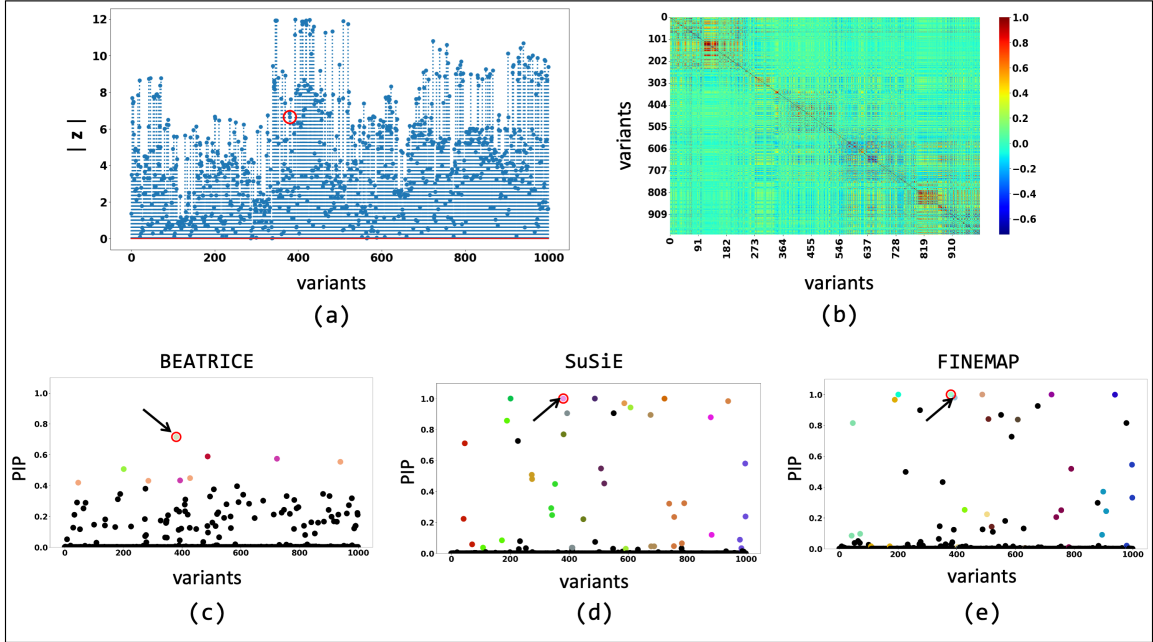 12
10
8
6
4
2
0
| z |
0 200 400 600 800 1000
variants
(a)
0
101
202
303
404
505
606
707
808
909
variants
0 91 182 273 364 455 546 637 728 819 910
variants
(b)
1.0
0.8
0.6
0.4
0.2
0.0
−0.2
−0.4
−0.6
BEATRICE
1.0
0.8
0.6
0.4
0.2
0.0
PIP
0 200 400 600 800 1000
variants
(c)
SuSiE
1.0
0.8
0.6
0.4
0.2
0.0
PIP
0 200 400 600 800 1000
variants
(d)
FINEMAP
1.0
0.8
0.6
0.4
0.2
0.0
PIP
0 200 400 600 800 1000
variants
(e)